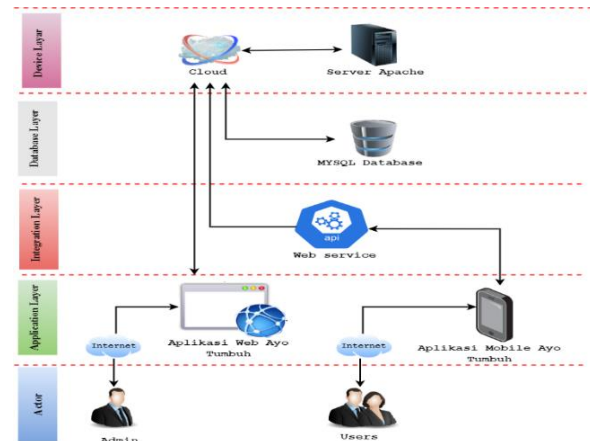 Device Layar
Cloud
Server Apache
Database Layer
MYSQL Database
Integration Layer
api
Web service
Application Layer
Internet
Aplikasi Web Ayo
Tumbuh
Internet
Aplikasi Mobile Ayo
Tumbuh
Actor
Admin
Users